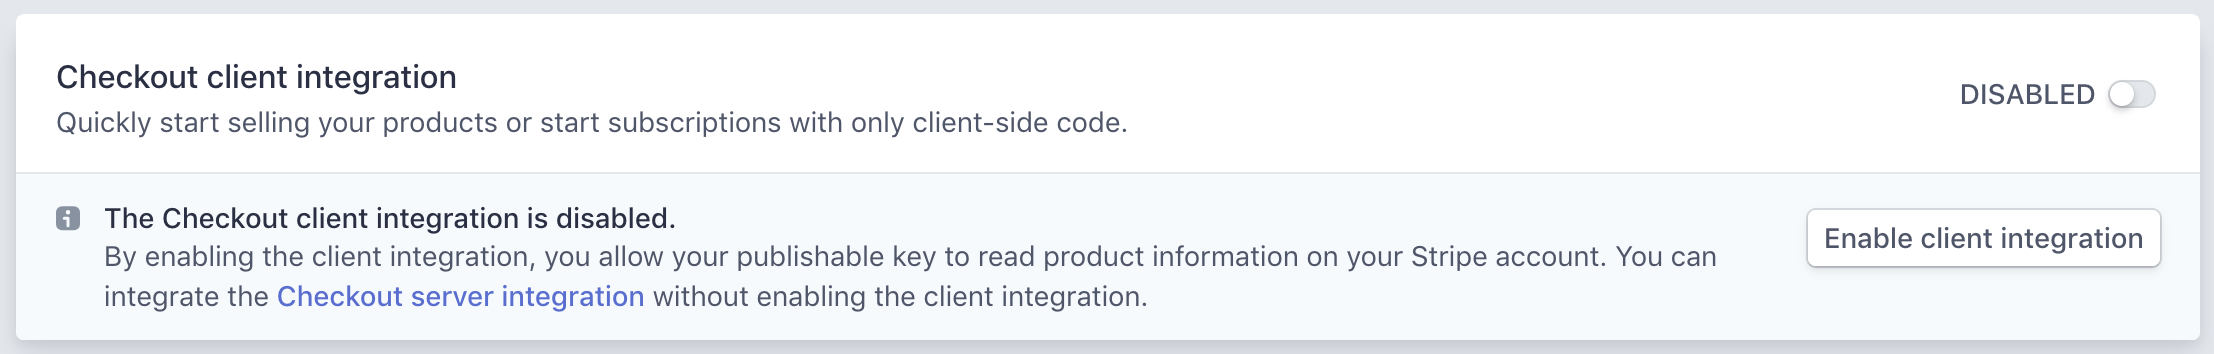 Checkout client integration
DISABLED
Quickly start selling your products or start subscriptions with only client-side code.
The Checkout client integration is disabled.
By enabling the client integration, you allow your publishable key to read product information on your Stripe account. You can
integrate the Checkout server integration without enabling the client integration.
Enable client integration